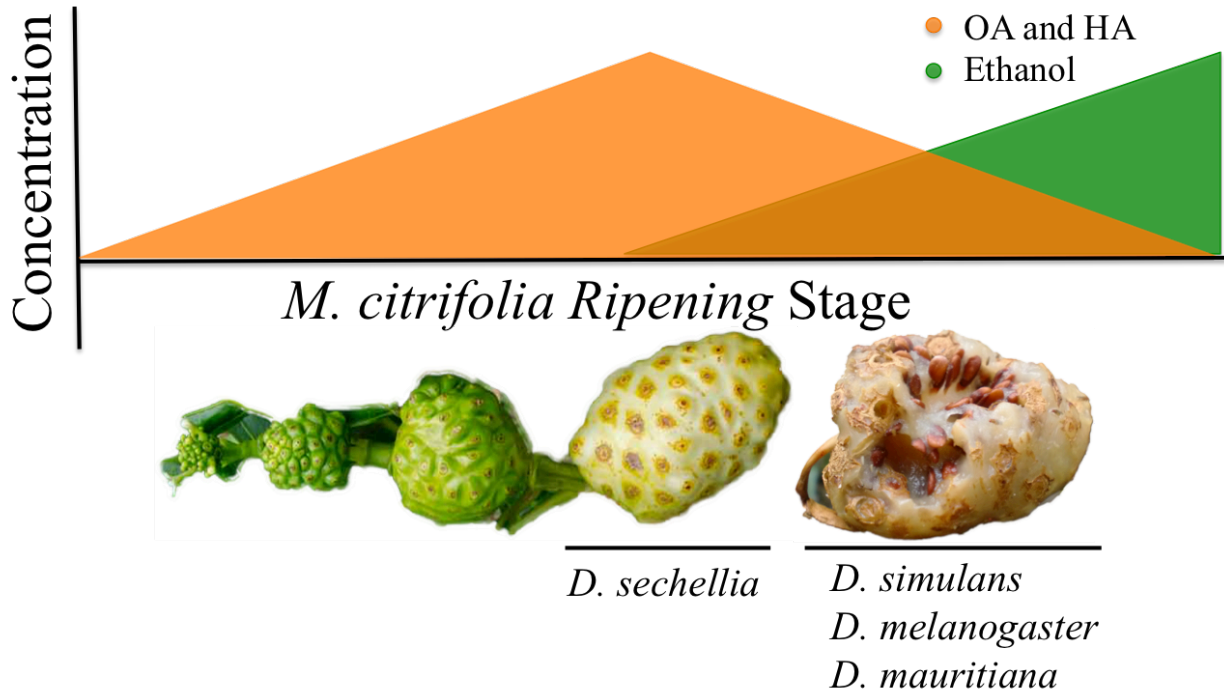 OA and HA
Ethanol
Concentration
M. citrifolia Ripening Stage
D. sechellia
D. simulans
D. melanogaster
D. mauritiana